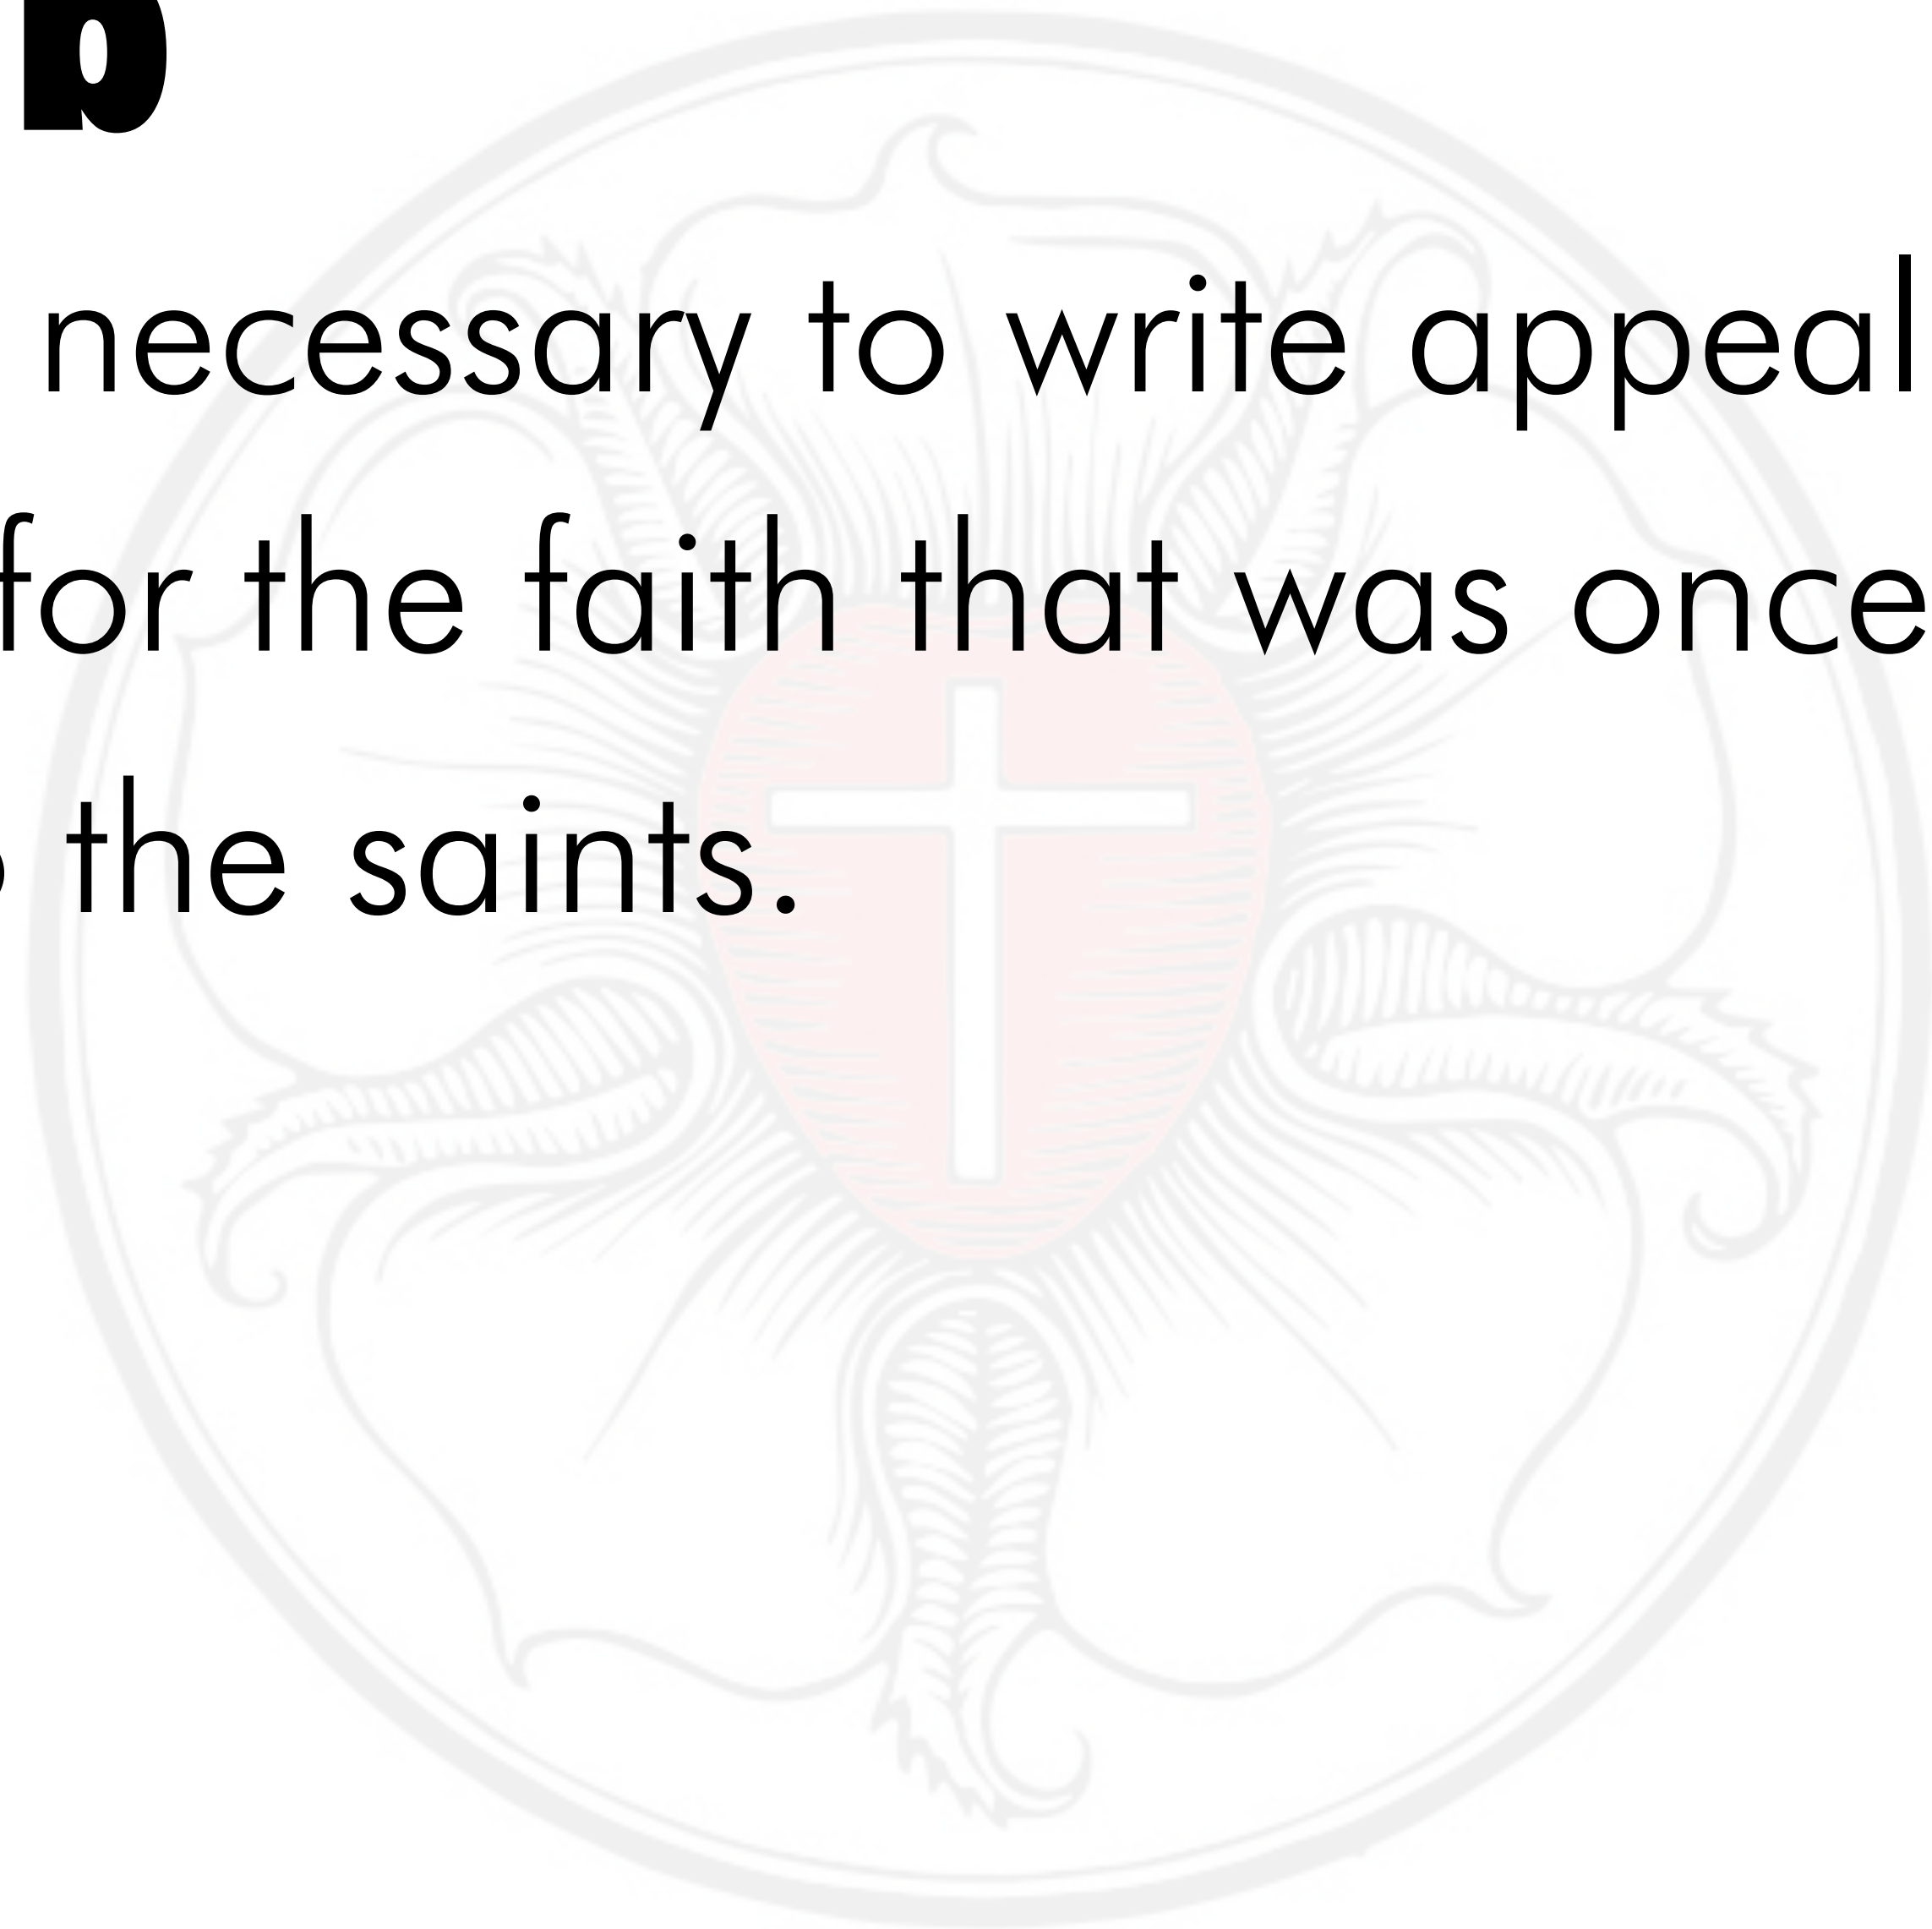 b
necessary to write appeal
for the faith that was once
the saints.